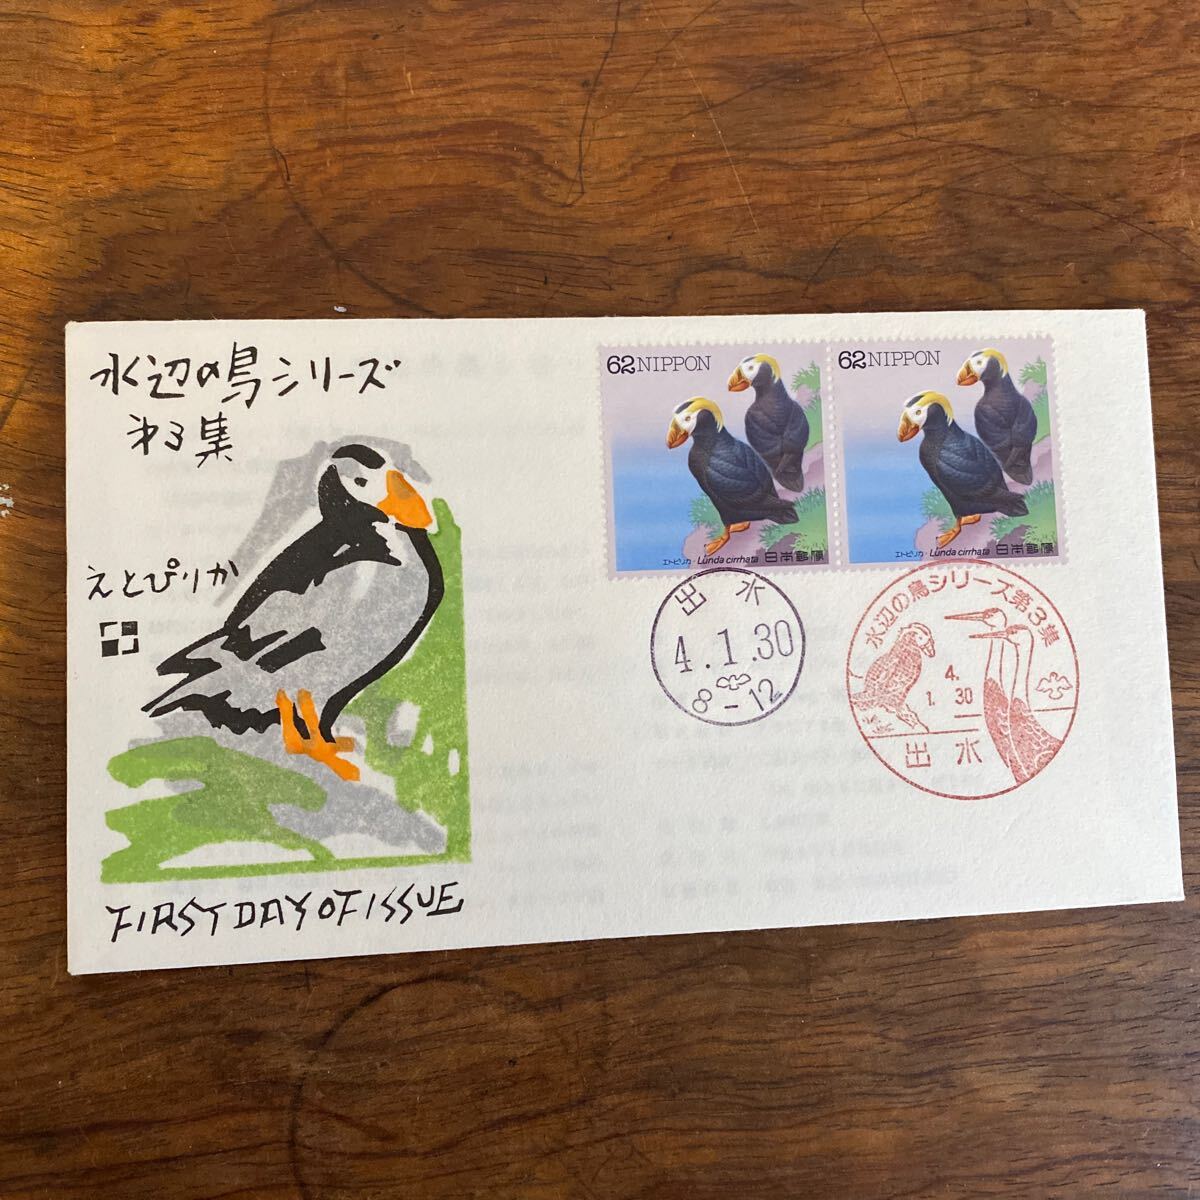 水辺の鳥シリーズ
第3集
えとぴりか
FIRST DAY OF ISSUE
62 NIPPON
エトピリカ・Lunda cirrhata 日本郵便
62 NIPPON
エトピリカ・Lunda cirrhata 日本郵便
出水
4.1.30
8-12
水辺の鳥シリーズ第3集
4.
1. 30
出水